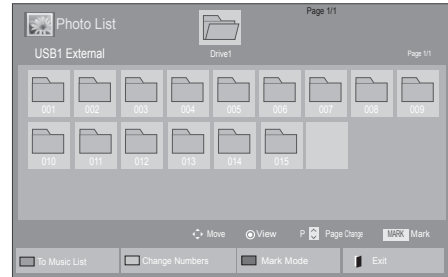 Page 1/1
Photo List
USB1 External
Drive1
Page 1/1
001 002 003 004 005 006 007 008 009
010 011 012 013 014 015
Move View P Page Change MARK Mark
To Music List Change Numbers Mark Mode Exit